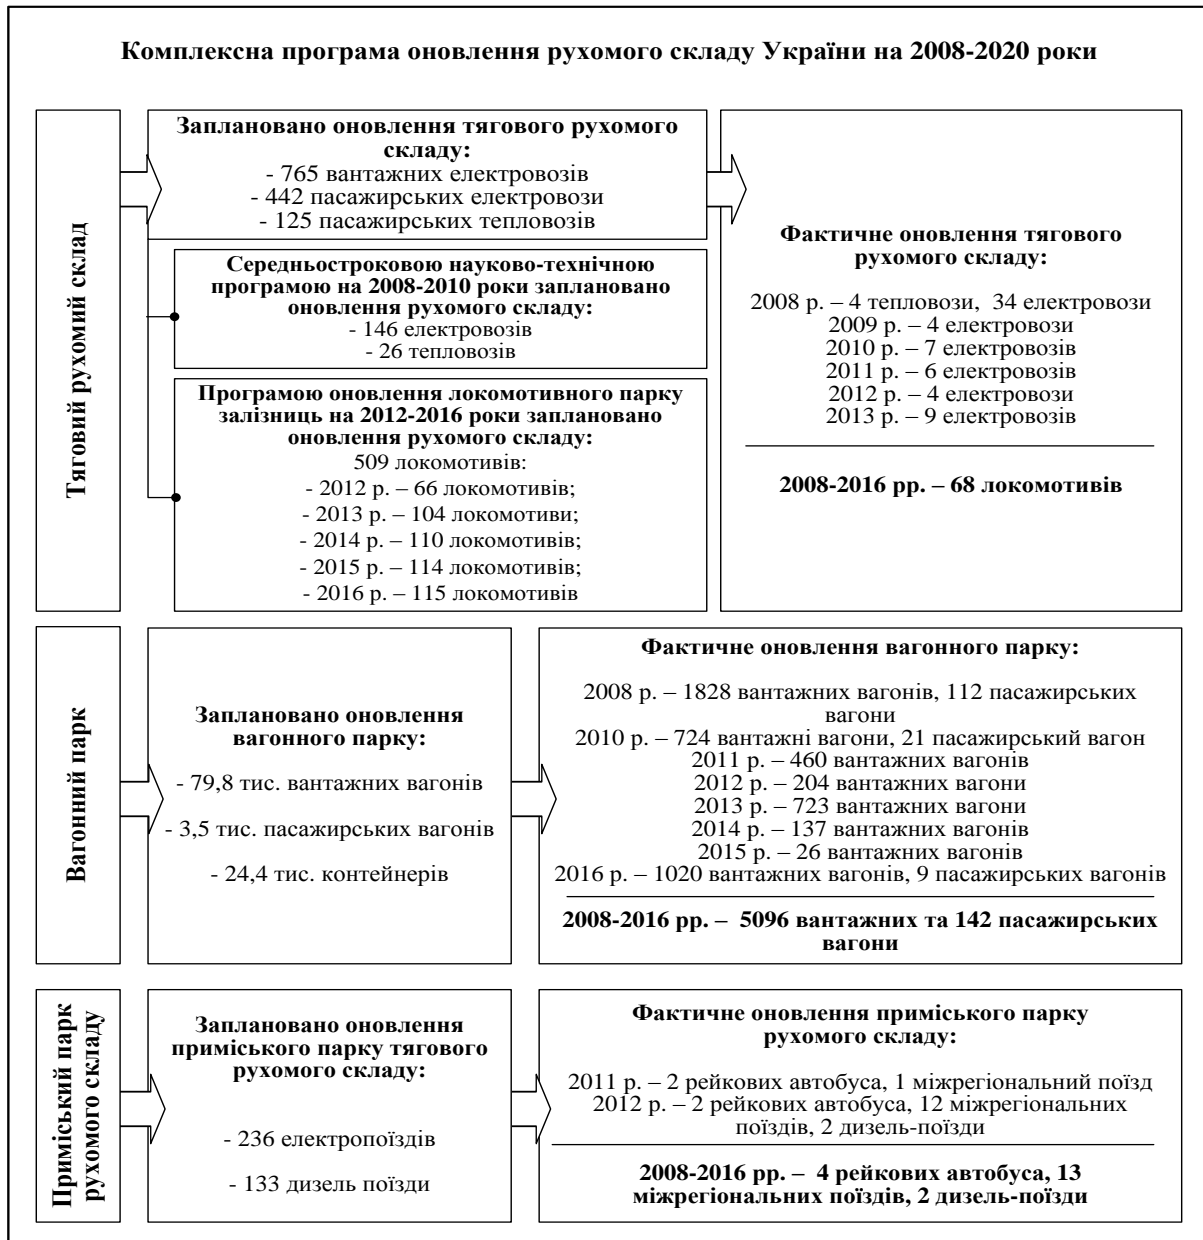 Комплексна програма оновлення рухомого складу України на 2008-2020 роки
Тяговий рухомий склад
Заплановано оновлення тягового рухомого
складу:
- 765 вантажних електровозів
- 442 пасажирських електровози
- 125 пасажирських тепловозів
Середньостроковою науково-технічною
програмою на 2008-2010 роки заплановано
оновлення рухомого складу:
- 146 електровозів
- 26 тепловозів
Програмою оновлення локомотивного парку
залізниць на 2012-2016 роки заплановано
оновлення рухомого складу:
509 локомотивів:
- 2012 р. – 66 локомотивів;
- 2013 р. – 104 локомотиви;
- 2014 р. – 110 локомотивів;
- 2015 р. – 114 локомотивів;
- 2016 р. – 115 локомотивів
Фактичне оновлення тягового
рухомого складу:
2008 р. – 4 тепловози, 34 електровози
2009 р. – 4 електровози
2010 р. – 7 електровозів
2011 р. – 6 електровозів
2012 р. – 4 електровози
2013 р. – 9 електровозів
2008-2016 рр. – 68 локомотивів
Вагонний парк
Заплановано оновлення
вагонного парку:
- 79,8 тис. вантажних вагонів
- 3,5 тис. пасажирських вагонів
- 24,4 тис. контейнерів
Фактичне оновлення вагонного парку:
2008 р. – 1828 вантажних вагонів, 112 пасажирських
вагони
2010 р. – 724 вантажні вагони, 21 пасажирський вагон
2011 р. – 460 вантажних вагонів
2012 р. – 204 вантажних вагони
2013 р. – 723 вантажних вагони
2014 р. – 137 вантажних вагонів
2015 р. – 26 вантажних вагонів
2016 р. – 1020 вантажних вагонів, 9 пасажирських вагонів
2008-2016 рр. – 5096 вантажних та 142 пасажирських
вагони
Приміський парк
рухомого складу
Заплановано оновлення
приміського парку тягового
рухомого складу:
- 236 електропоїздів
- 133 дизель поїзди
Фактичне оновлення приміського парку
рухомого складу:
2011 р. – 2 рейкових автобуса, 1 міжрегіональний поїзд
2012 р. – 2 рейкових автобуса, 12 міжрегіональних
поїздів, 2 дизель-поїзди
2008-2016 рр. – 4 рейкових автобуса, 13
міжрегіональних поїздів, 2 дизель-поїзди